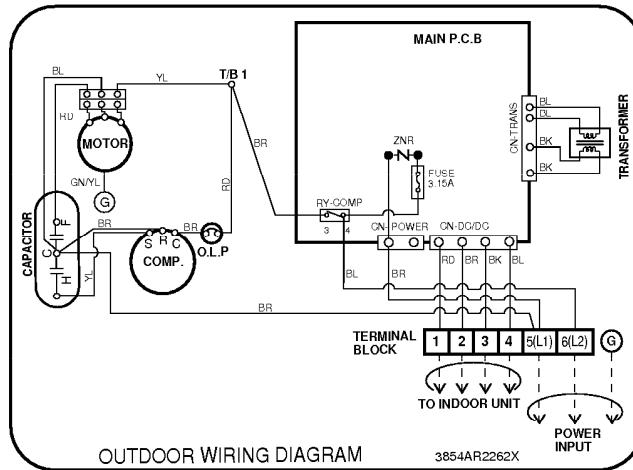 MAIN P.C.B
BL
YL
T/B 1
RD
MOTOR
GN/YL
G
BR
RD
ZNR
FUSE
3.15A
RY-COMP
3 4
CN-POWER
CN-DC/DC
CN-TRANS
BL
BL
BK
BK
TRANSFORMER
CAPACITOR
F
C
H
YL
BR
S R C
BR
O.L.P
COMP.
BL
BR
RD
BR
BK
BL
BR
TERMINAL
BLOCK
1 2 3 4 5(L1) 6(L2) G
TO INDOOR UNIT
POWER
INPUT
OUTDOOR WIRING DIAGRAM
3854AR2262X